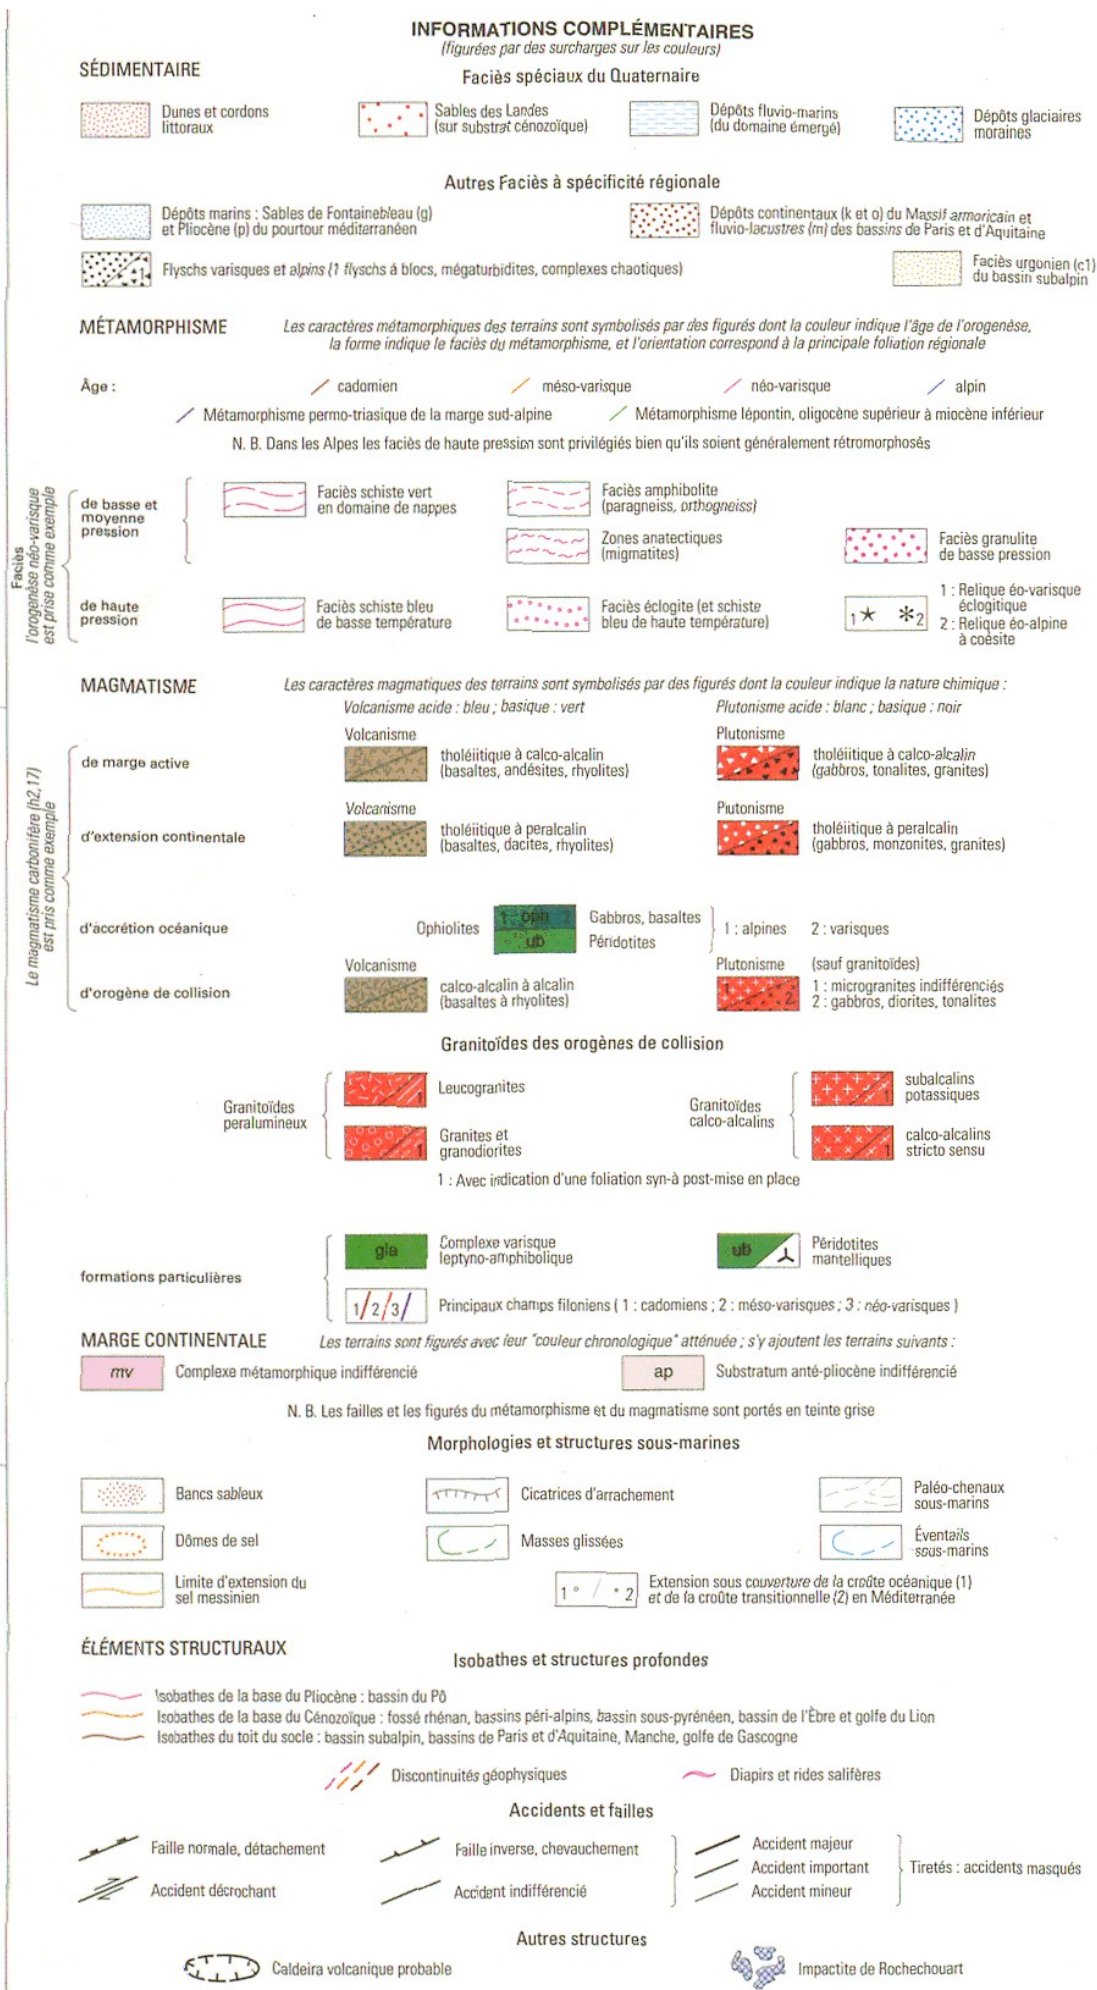 INFORMATIONS COMPLÉMENTAIRES
(figurées par des surcharges sur les couleurs)
SÉDIMENTAIRE
Faciès spéciaux du Quaternaire
Dunes et cordons
littoraux
Sables des Landes
(sur substrat cénozoïque)
Dépôts fluvio-marins
(du domaine émergé)
Dépôts glaciaires
moraines
Autres Faciès à spécificité régionale
Dépôts marins : Sables de Fontainebleau (g)
et Pliocène (p) du pourtour méditerranéen
Dépôts continentaux (k et o) du Massif armoricain et
fluvio-lacustres (m) des bassins de Paris et d'Aquitaine
1
Flyschs varisques et alpins (1 flyschs à blocs, mégaturbidites, complexes chaotiques)
Faciès urgonien (c1)
du bassin subalpin
MÉTAMORPHISME
Les caractères métamorphiques des terrains sont symbolisés par des figurés dont la couleur indique l'âge de l'orogenèse,
la forme indique le faciès du métamorphisme, et l'orientation correspond à la principale foliation régionale
Âge :
cadomien
méso-varisque
néo-varisque
alpin
Métamorphisme permo-triasique de la marge sud-alpine
Métamorphisme lépontin, oligocène supérieur à miocène inférieur
N. B. Dans les Alpes les faciès de haute pression sont privilégiés bien qu'ils soient généralement rétromorphosés
Faciès
l'orogenèse néo-varisque
est prise comme exemple
de basse et
moyenne
pression
Faciès schiste vert
en domaine de nappes
Faciès amphibolite
(paragneiss, orthogneiss)
Zones anatectiques
(migmatites)
Faciès granulite
de basse pression
de haute
pression
Faciès schiste bleu
de basse température
Faciès éclogite (et schiste
bleu de haute température)
1 2
1 : Relique éo-varisque
éclogitique
2 : Relique éo-alpine
à coésite
MAGMATISME
Les caractères magmatiques des terrains sont symbolisés par des figurés dont la couleur indique la nature chimique :
Volcanisme acide : bleu ; basique : vert
Plutonisme acide : blanc ; basique : noir
Le magmatisme carbonifère (h2,17)
est pris comme exemple
de marge active
Volcanisme
tholéiitique à calco-alcalin
(basaltes, andésites, rhyolites)
Plutonisme
tholéiitique à calco-alcalin
(gabbros, tonalites, granites)
d'extension continentale
Volcanisme
tholéiitique à peralcalin
(basaltes, dacites, rhyolites)
Plutonisme
tholéiitique à peralcalin
(gabbros, monzonites, granites)
d'accrétion océanique
Ophiolites
1 oph 2
ub
Gabbros, basaltes
Péridotites
1 : alpines 2 : varisques
d'orogène de collision
Volcanisme
calco-alcalin à alcalin
(basaltes à rhyolites)
Plutonisme (sauf granitoïdes)
1 2
1 : microgranites indifférenciés
2 : gabbros, diorites, tonalites
Granitoïdes des orogènes de collision
Granitoïdes
peralumineux
1
Leucogranites
1
Granites et
granodiorites
Granitoïdes
calco-alcalins
1
subalcalins
potassiques
1
calco-alcalins
stricto sensu
1 : Avec indication d'une foliation syn-à post-mise en place
formations particulières
gla
Complexe varisque
leptyno-amphibolique
ub
Péridotites
mantelliques
1/2/3/
Principaux champs filoniens ( 1 : cadomiens ; 2 : méso-varisques ; 3 : néo-varisques )
MARGE CONTINENTALE
Les terrains sont figurés avec leur "couleur chronologique" atténuée ; s'y ajoutent les terrains suivants :
mv
Complexe métamorphique indifférencié
ap
Substratum anté-pliocène indifférencié
N. B. Les failles et les figurés du métamorphisme et du magmatisme sont portés en teinte grise
Morphologies et structures sous-marines
Bancs sableux
Cicatrices d'arrachement
Paléo-chenaux
sous-marins
Dômes de sel
Masses glissées
Éventails
sous-marins
Limite d'extension du
sel messinien
1 2
Extension sous couverture de la croûte océanique (1)
et de la croûte transitionnelle (2) en Méditerranée
ÉLÉMENTS STRUCTURAUX
Isobathes et structures profondes
Isobathes de la base du Pliocène : bassin du Pô
Isobathes de la base du Cénozoïque : fossé rhénan, bassins péri-alpins, bassin sous-pyrénéen, bassin de l'Èbre et golfe du Lion
Isobathes du toit du socle : bassin subalpin, bassins de Paris et d'Aquitaine, Manche, golfe de Gascogne
Discontinuités géophysiques
Diapirs et rides salifères
Accidents et failles
Faille normale, détachement
Faille inverse, chevauchement
Accident majeur
Accident important
Tiretés : accidents masqués
Accident décrochant
Accident indifférencié
Accident mineur
Autres structures
Caldeira volcanique probable
Impactite de Rochechouart